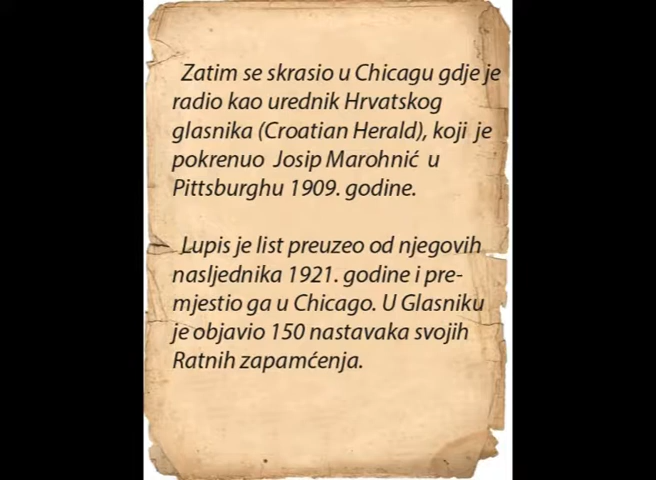 Zatim se skrasio u Chicagu gdje je
radio kao urednik Hrvatskog
glasnika (Croatian Herald), koji je
pokrenuo Josip Marohnić u
Pittsburghu 1909. godine.
Lupis je list preuzeo od njegovih
nasljednika 1921. godine i pre-
mjestio ga u Chicago. U Glasniku
je objavio 150 nastavaka svojih
Ratnih zapamćenja.